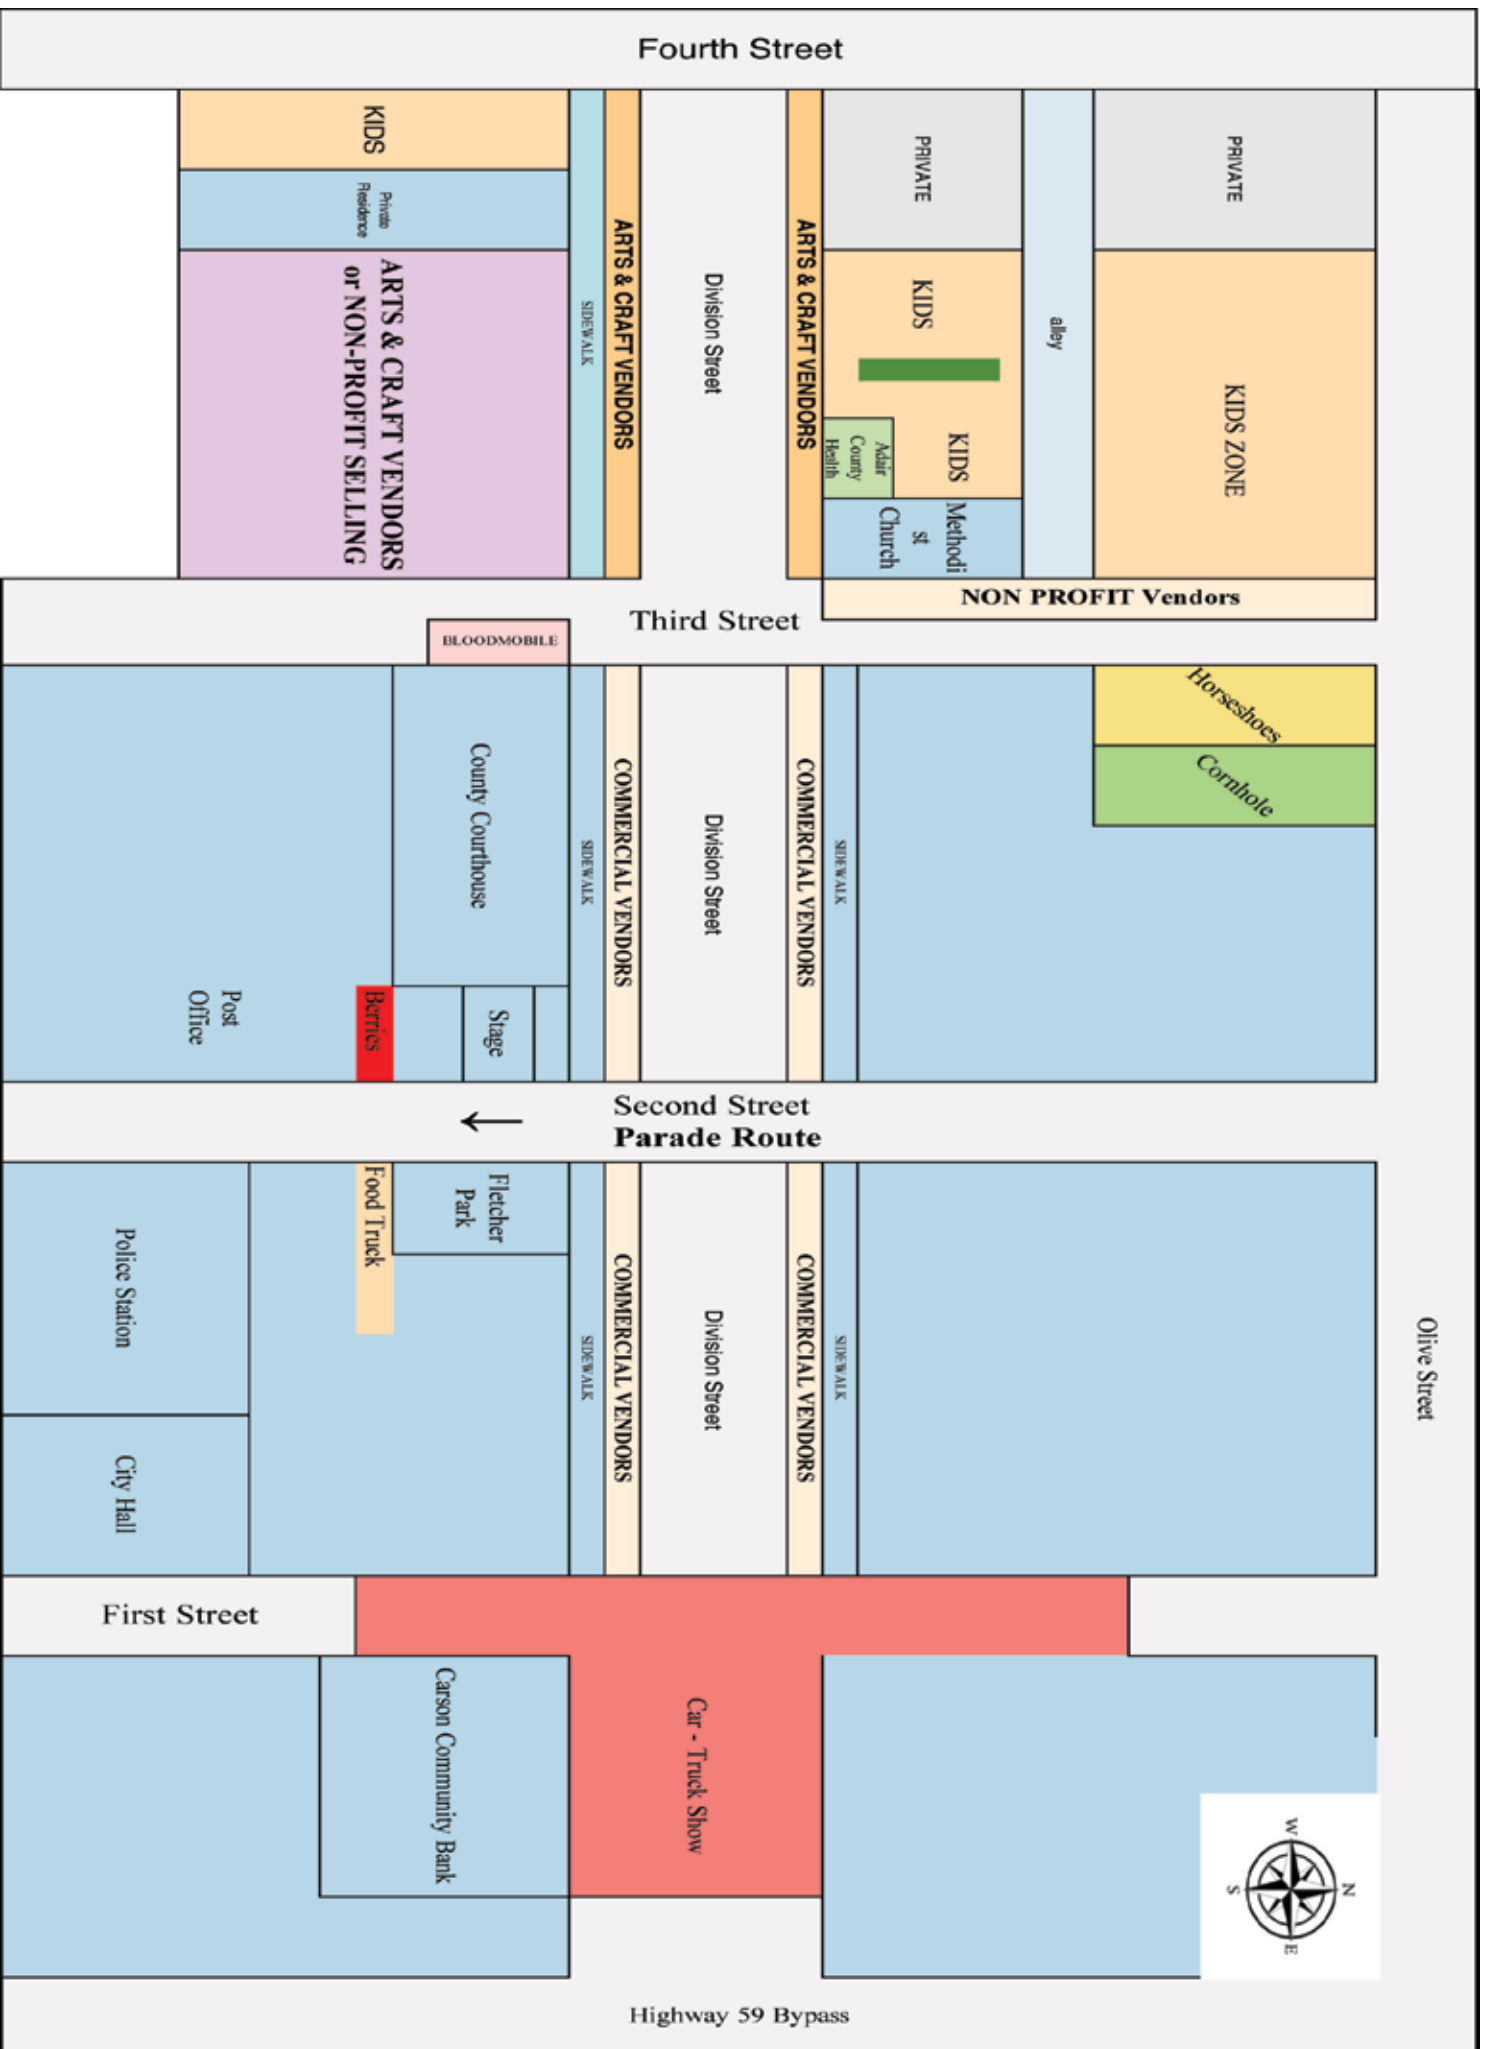 Fourth Street
KIDS
Private
Residence
ARTS & CRAFT VENDORS
or NON-PROFIT SELLING
SIDEWALK
ARTS & CRAFT VENDORS
Division Street
ARTS & CRAFT VENDORS
PRIVATE
KIDS
KIDS
Adair
County
Health
Methodi
st
Church
alley
PRIVATE
KIDS ZONE
NON PROFIT Vendors
Third Street
BLOODMOBILE
County Courthouse
Post
Office
Berries
Stage
SIDEWALK
COMMERCIAL VENDORS
Division Street
COMMERCIAL VENDORS
SIDEWALK
Horseshoes
Cornhole
Second Street
Parade Route
Police Station
City Hall
Food Truck
Fletcher
Park
SIDEWALK
COMMERCIAL VENDORS
Division Street
COMMERCIAL VENDORS
SIDEWALK
Olive Street
First Street
Carson Community Bank
Car - Truck Show
N
W
E
S
Highway 59 Bypass